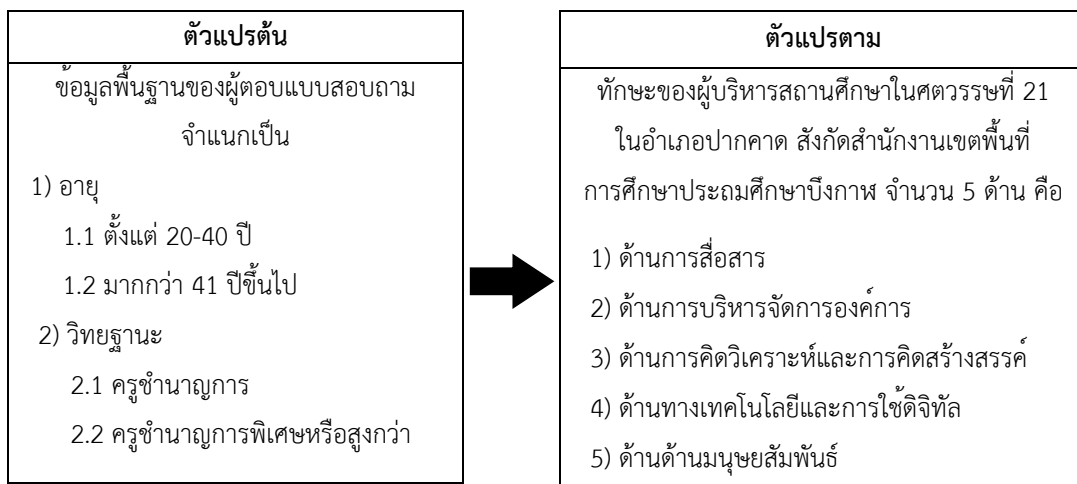 ตัวแปรต้น
ข้อมูลพื้นฐานของผู้ตอบแบบสอบถาม
จำแนกเป็น
1) อายุ
1.1 ตั้งแต่ 20-40 ปี
1.2 มากกว่า 41 ปีขึ้นไป
2) วิทยฐานะ
2.1 ครูชำนาญการ
2.2 ครูชำนาญการพิเศษหรือสูงกว่า
ตัวแปรตาม
ทักษะของผู้บริหารสถานศึกษาในศตวรรษที่ 21
ในอำเภอปากคาด สังกัดสำนักงานเขตพื้นที่
การศึกษาประถมศึกษาบึงกาฬ จำนวน 5 ด้าน คือ
1) ด้านการสื่อสาร
2) ด้านการบริหารจัดการองค์การ
3) ด้านการคิดวิเคราะห์และการคิดสร้างสรรค์
4) ด้านทางเทคโนโลยีและการใช้ดิจิทัล
5) ด้านด้านมนุษยสัมพันธ์